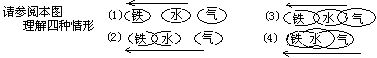 请参阅本图 (1) 铁 水 气 (3) 铁 水 气
理解四种情形 (2) 铁 水 气 (4) 铁 水 气